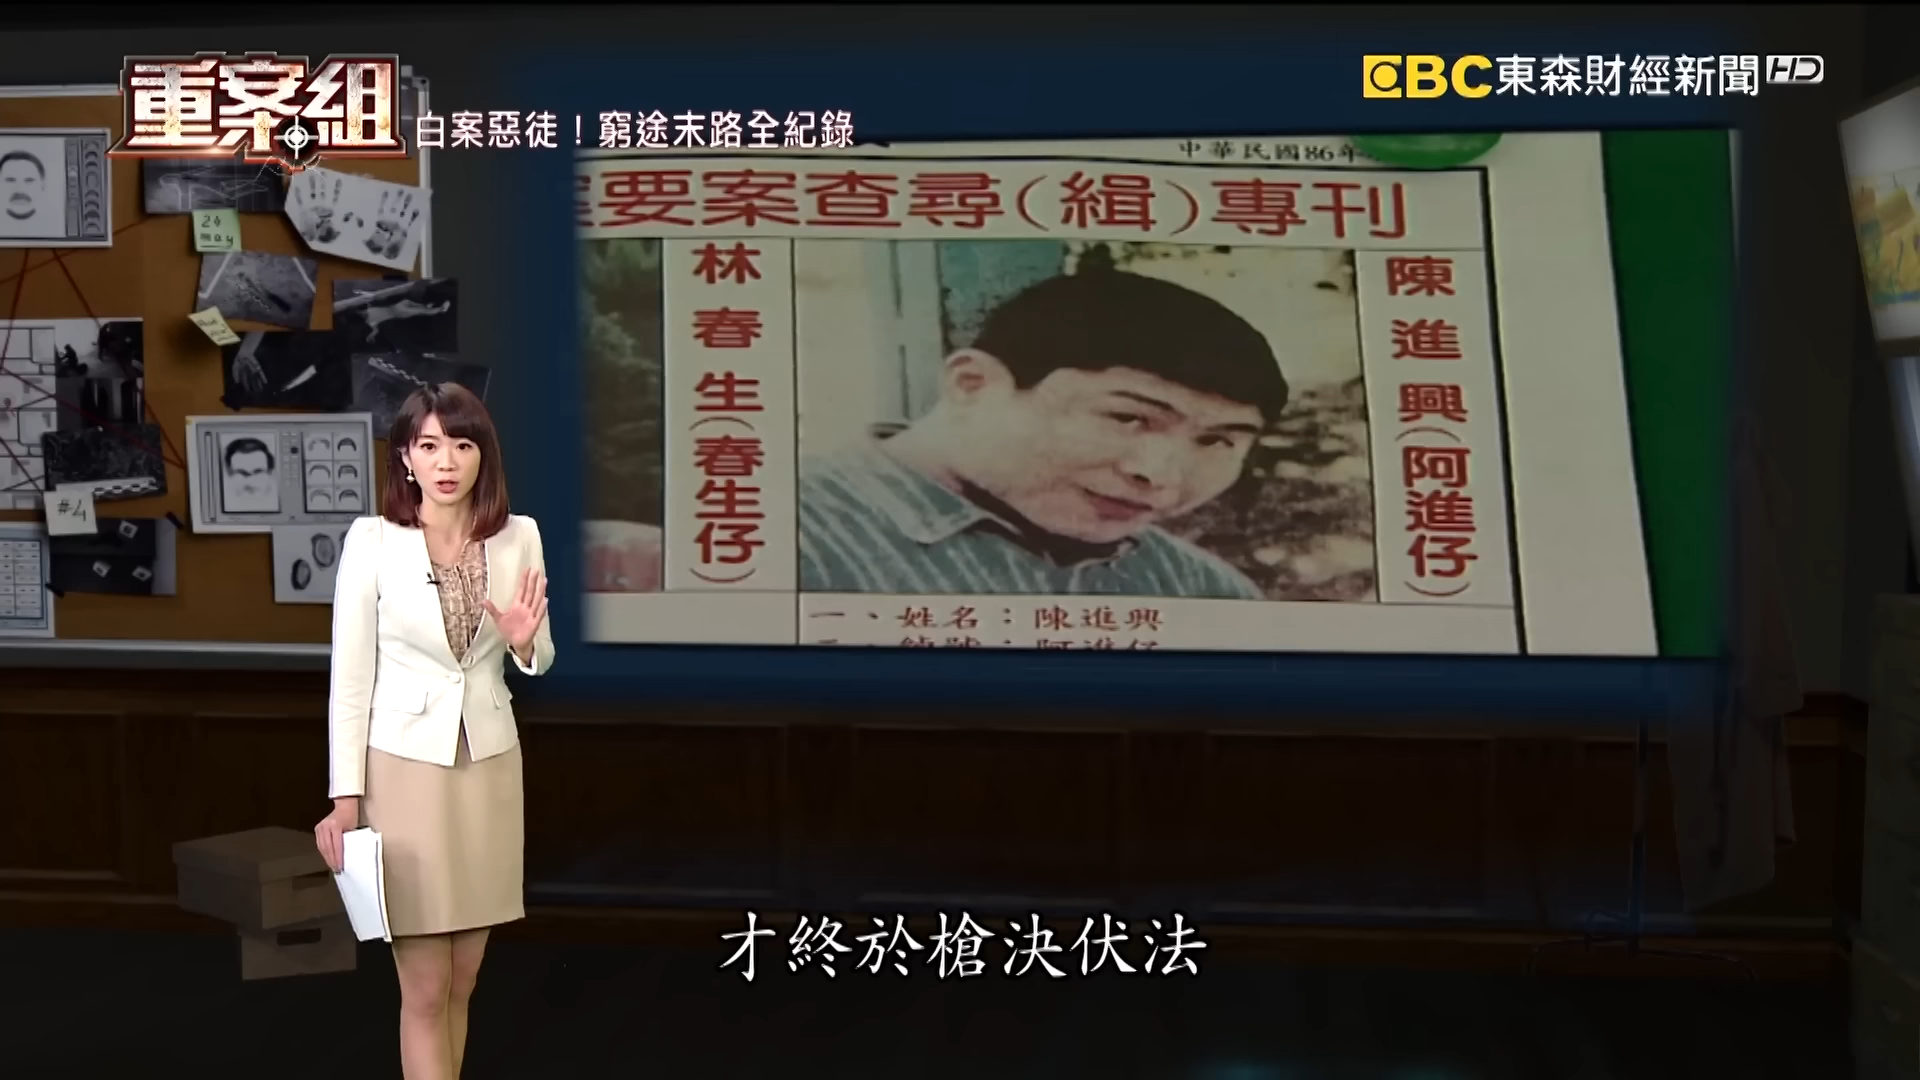 重案組
白案惡徒！窮途末路全紀錄
EBC東森財經新聞HD
中華民國86年
要案查尋(緝)專刊
林春生(春生仔)
陳進興(阿進仔)
一、姓名：陳進興
24
may
#4
才終於槍決伏法